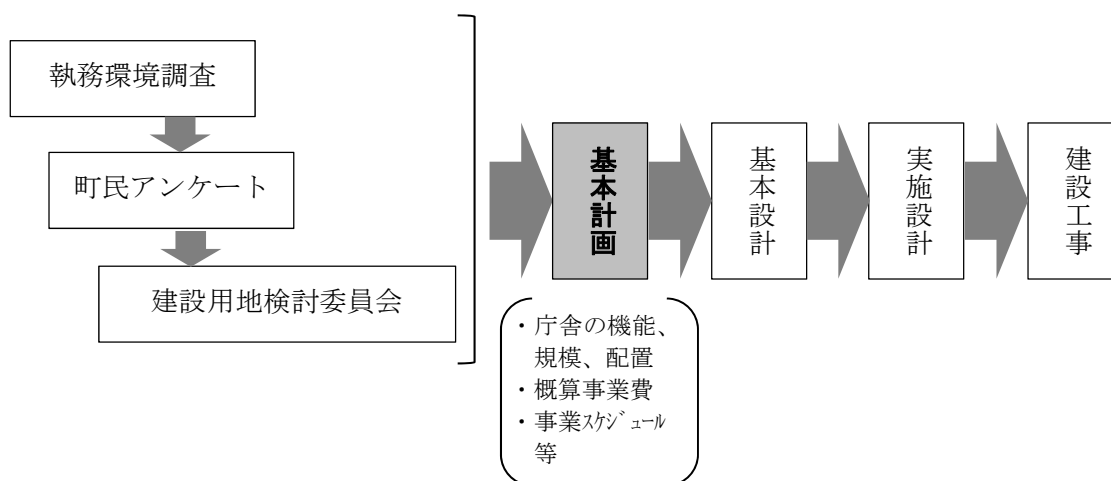 執務環境調査
町民アンケート
建設用地検討委員会
基本計画
基本設計
実施設計
建設工事
・庁舎の機能、
規模、配置
・概算事業費
・事業ｽｹｼﾞｭｰﾙ
等